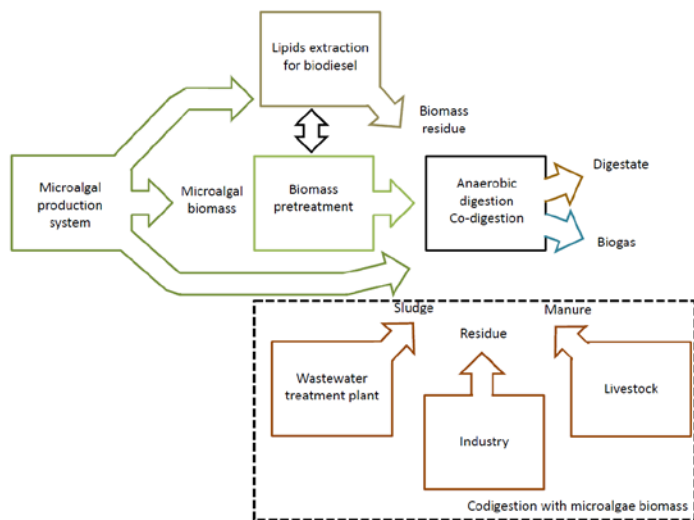 Lipids extraction
for biodiesel
Biomass
residue
Microalgal
production
system
Microalgal
biomass
Biomass
pretreatment
Anaerobic
digestion
Co-digestion
Digestate
Biogas
Sludge
Residue
Manure
Wastewater
treatment plant
Industry
Livestock
Codigestion with microalgae biomass